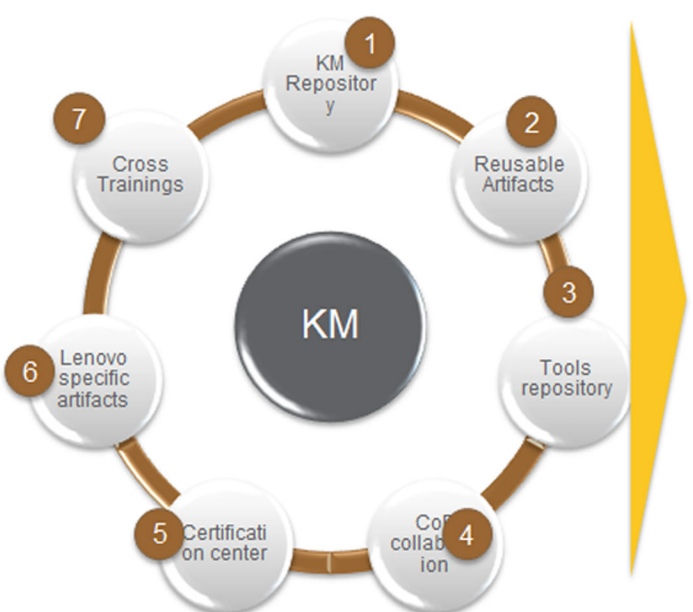 1
KM
Repositor
y
2
Reusable
Artifacts
3
Tools
repository
4
ion
5
Certificati
on center
6
Lenovo
specific
artifacts
7
Cross
Trainings
KM